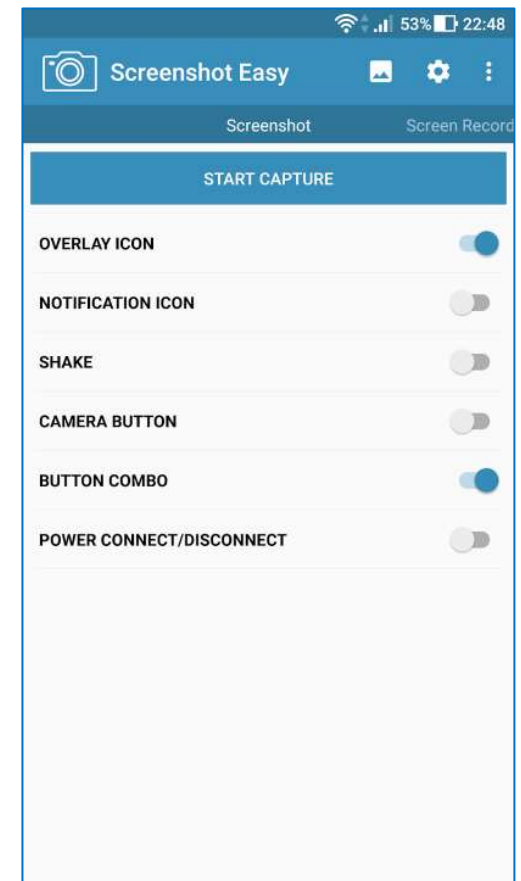 53% 22:48
Screenshot Easy
Screenshot Screen Record
START CAPTURE
OVERLAY ICON
NOTIFICATION ICON
SHAKE
CAMERA BUTTON
BUTTON COMBO
POWER CONNECT/DISCONNECT